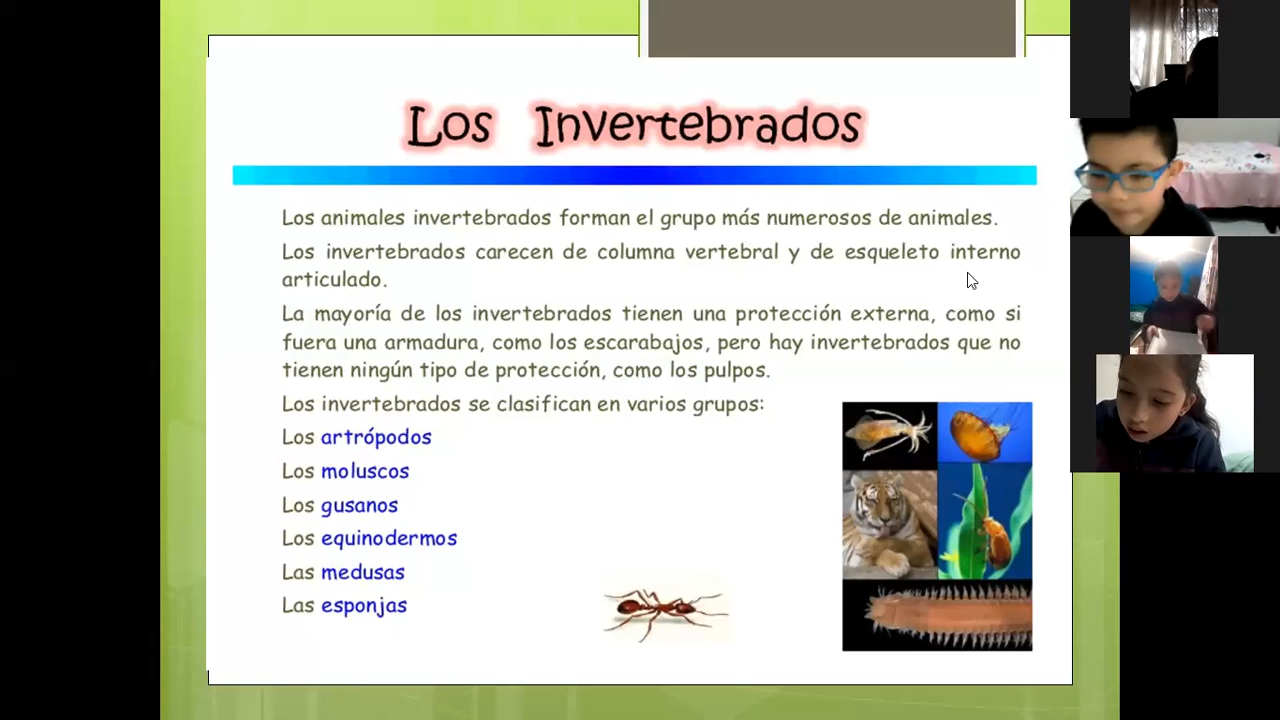 Los Invertebrados
Los animales invertebrados forman el grupo más numerosos de animales.
Los invertebrados carecen de columna vertebral y de esqueleto interno
articulado.
La mayoría de los invertebrados tienen una protección externa, como si
fuera una armadura, como los escarabajos, pero hay invertebrados que no
tienen ningún tipo de protección, como los pulpos.
Los invertebrados se clasifican en varios grupos:
Los artrópodos
Los moluscos
Los gusanos
Los equinodermos
Las medusas
Las esponjas